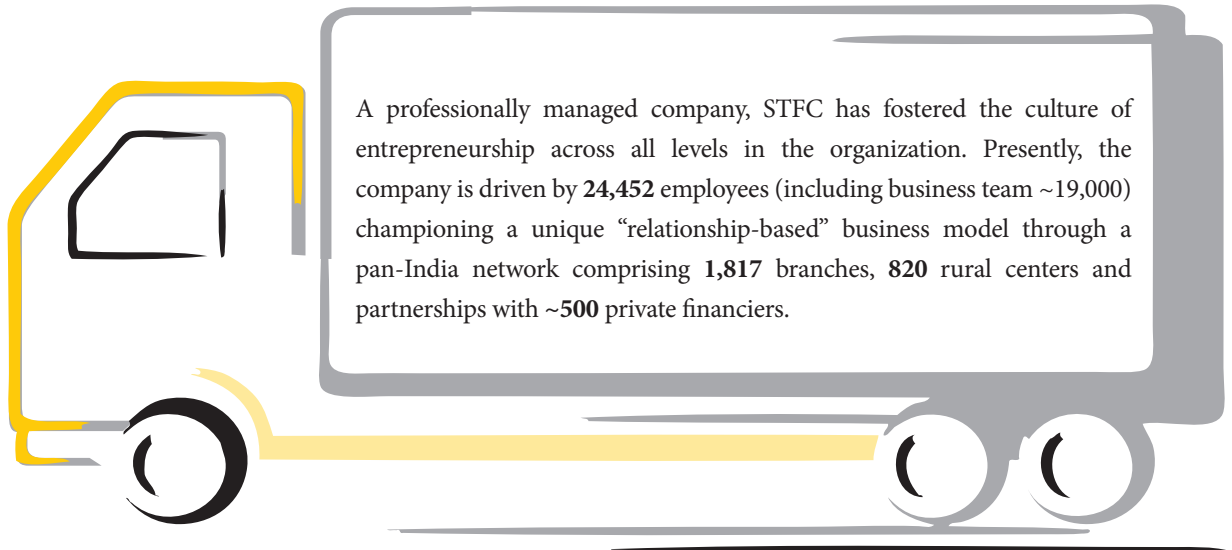 A professionally managed company, STFC has fostered the culture of
entrepreneurship across all levels in the organization. Presently, the
company is driven by 24,452 employees (including business team ~19,000)
championing a unique “relationship-based” business model through a
pan-India network comprising 1,817 branches, 820 rural centers and
partnerships with ~500 private financiers.